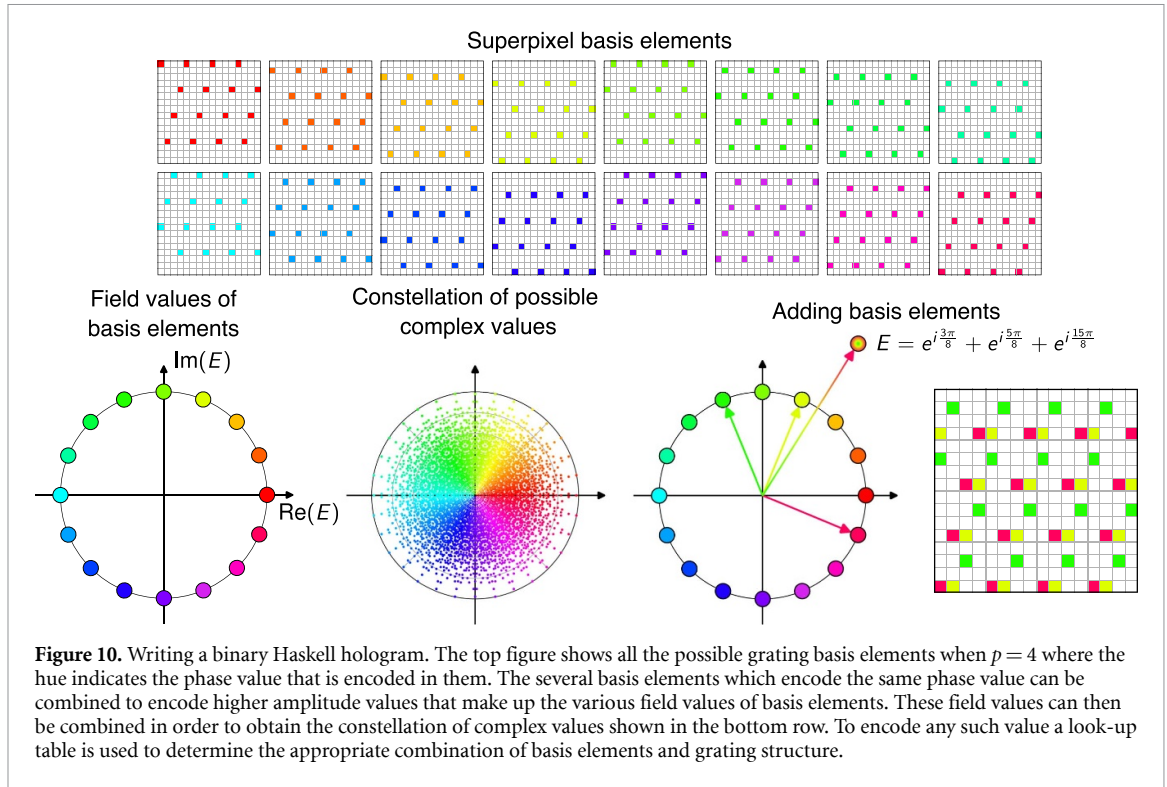 Superpixel basis elements
Field values of
basis elements
Constellation of possible
complex values
Adding basis elements
E = e^{i 3π/8} + e^{i 5π/8} + e^{i 15π/8}
Im(E)
Re(E)
Figure 10. Writing a binary Haskell hologram. The top figure shows all the possible grating basis elements when p = 4 where the
hue indicates the phase value that is encoded in them. The several basis elements which encode the same phase value can be
combined to encode higher amplitude values that make up the various field values of basis elements. These field values can then
be combined in order to obtain the constellation of complex values shown in the bottom row. To encode any such value a look-up
table is used to determine the appropriate combination of basis elements and grating structure.